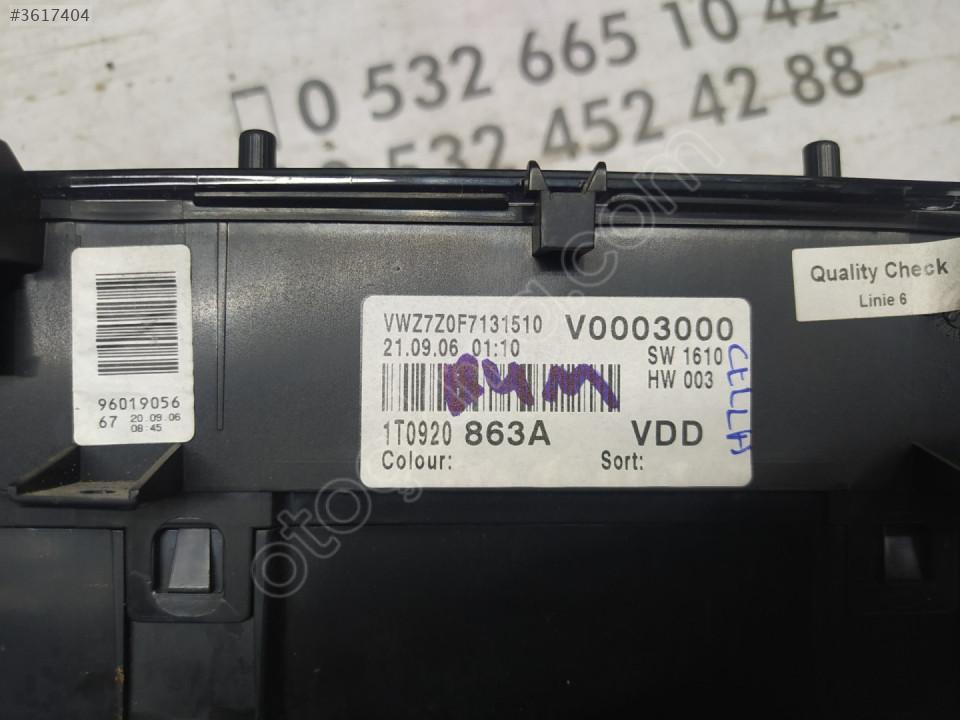 #3617404
0 532 665 10 42
0 532 452 42 88
Quality Check
Linie 6
96019056
67 20.09.06
08:45
VWZ7Z0F7131510 V0003000
21.09.06 01:10 SW 1610
HW 003
1T0920 863A VDD
Colour: Sort: